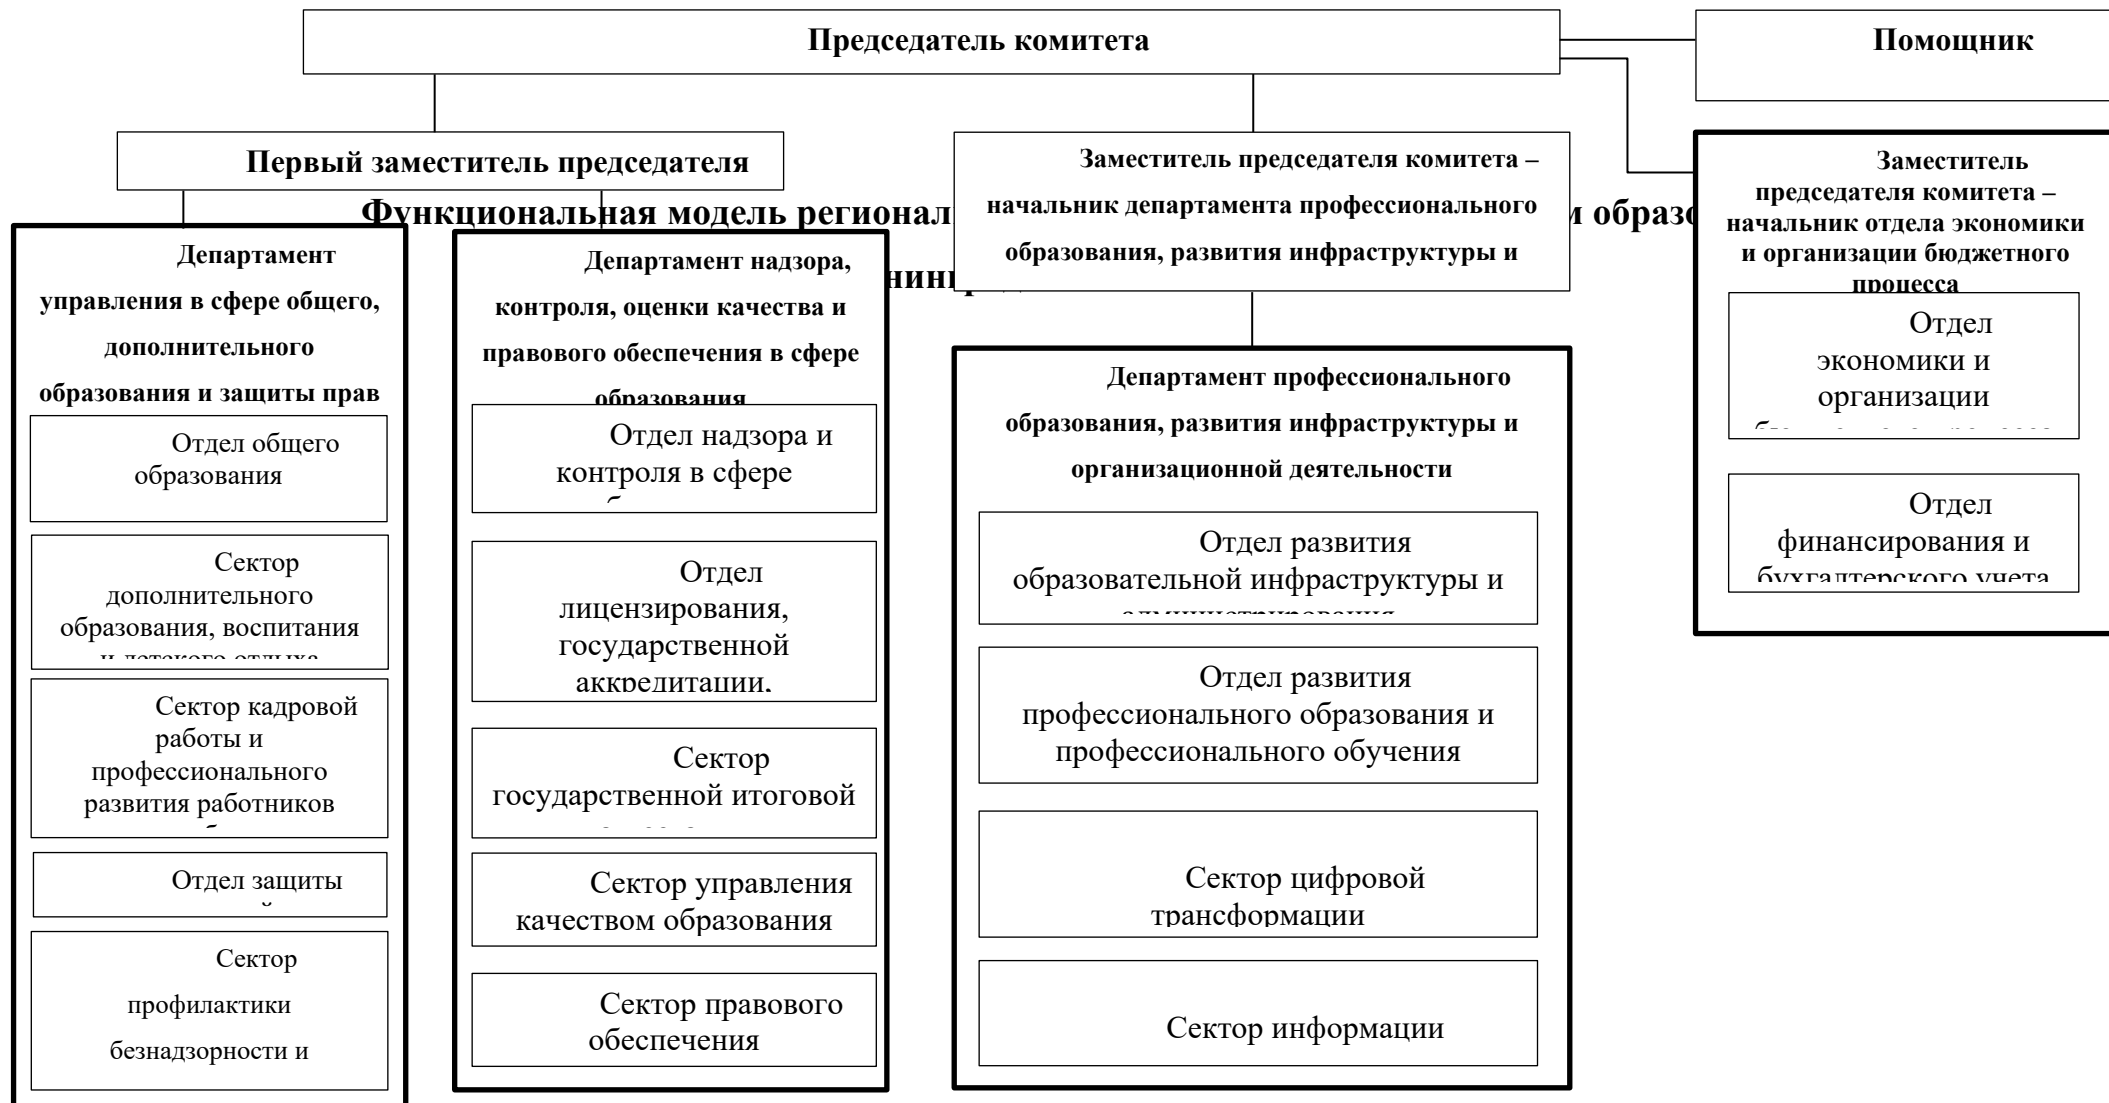 Председатель комитета
Помощник
Первый заместитель председателя
Заместитель председателя комитета –
начальник департамента профессионального
образования, развития инфраструктуры и
Заместитель
председателя комитета –
начальник отдела экономики
и организации бюджетного
процесса
Функциональная модель
Департамент
управления в сфере общего,
дополнительного
образования и защиты прав
Отдел общего
образования
Сектор
дополнительного
образования, воспитания
и детского отдыха
Сектор кадровой
работы и
профессионального
развития работников
Отдел защиты
Сектор
профилактики
безнадзорности и
Департамент надзора,
контроля, оценки качества и
правового обеспечения в сфере
образования
Отдел надзора и
контроля в сфере
Отдел
лицензирования,
государственной
аккредитации,
Сектор
государственной итоговой
Сектор управления
качеством образования
Сектор правового
обеспечения
Департамент профессионального
образования, развития инфраструктуры и
организационной деятельности
Отдел развития
образовательной инфраструктуры и
Отдел развития
профессионального образования и
профессионального обучения
Сектор цифровой
трансформации
Сектор информации
Отдел
экономики и
организации
Отдел
финансирования и
бухгалтерского учета